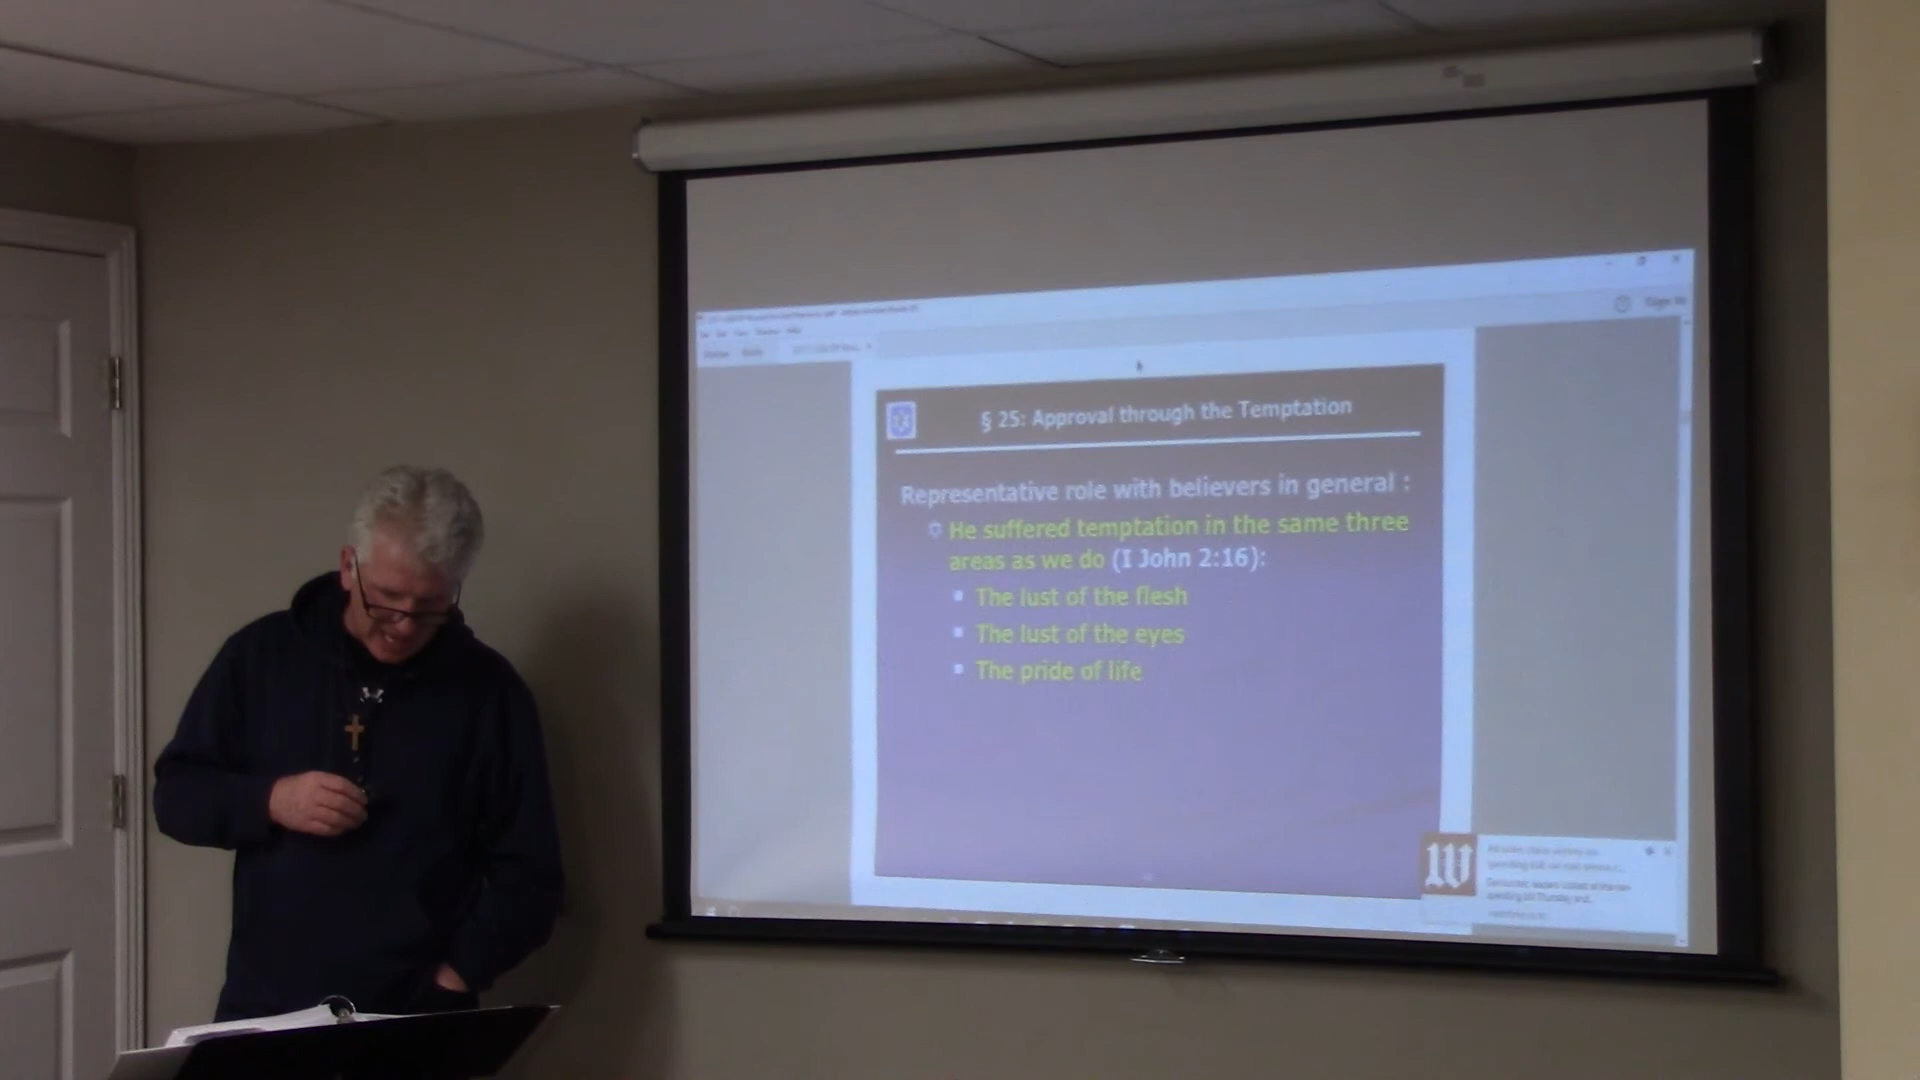 Sign In
§ 25: Approval through the Temptation
Representative role with believers in general :
He suffered temptation in the same three
areas as we do (I John 2:16):
The lust of the flesh
The lust of the eyes
The pride of life
W